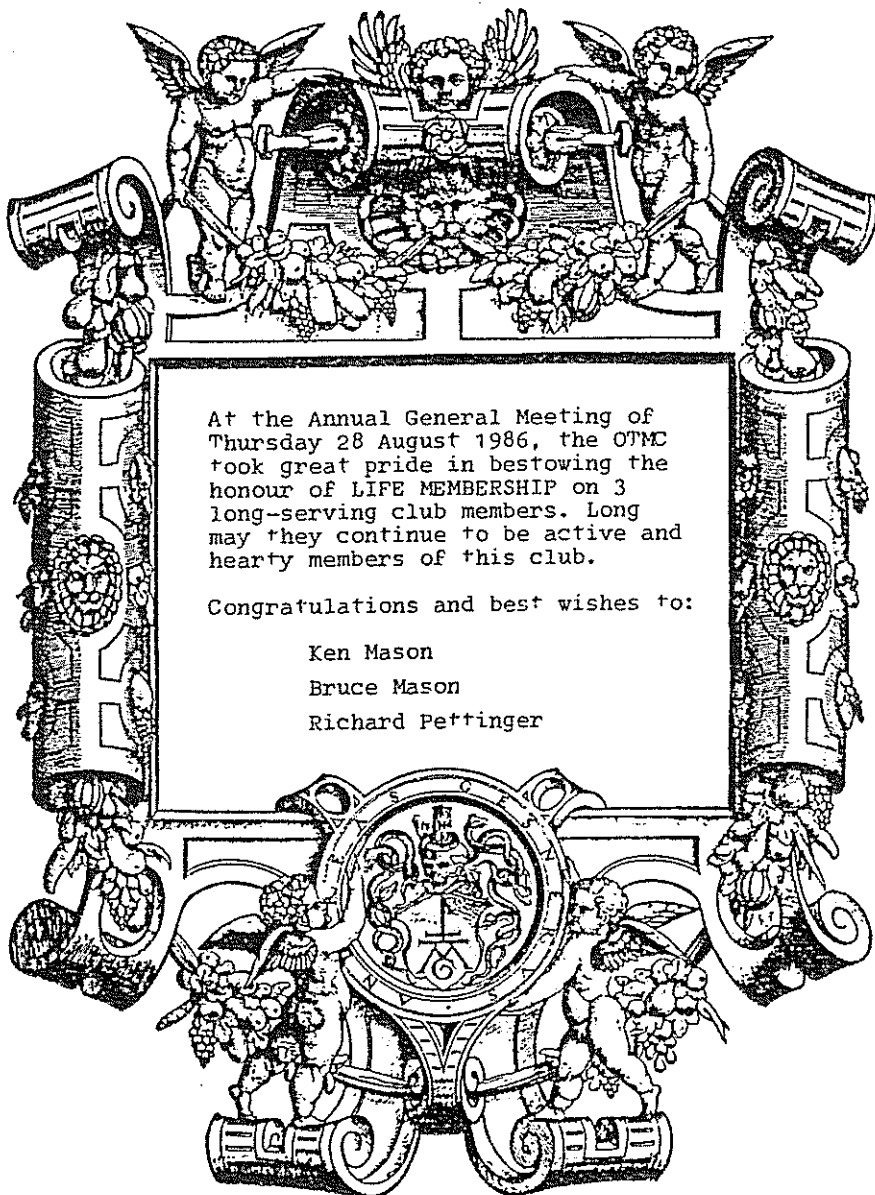 At the Annual General Meeting of
Thursday 28 August 1986, the OTMC
took great pride in bestowing the
honour of LIFE MEMBERSHIP on 3
long-serving club members. Long
may they continue to be active and
hearty members of this club.
Congratulations and best wishes to:
Ken Mason
Bruce Mason
Richard Pettinger